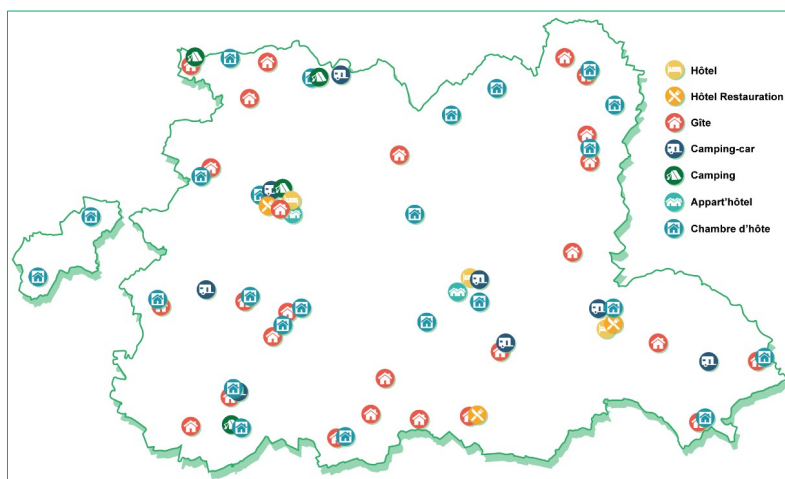 Hôtel
Hôtel Restauration
Gîte
Camping-car
Camping
Appart'hôtel
Chambre d'hôte